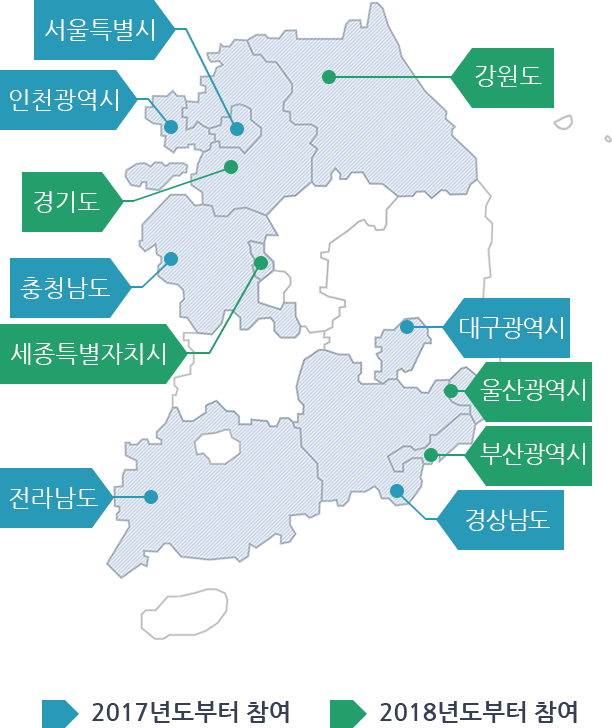 서울특별시
강원도
인천광역시
경기도
충청남도
대구광역시
세종특별자치시
울산광역시
부산광역시
전라남도
경상남도
2017년도부터 참여
2018년도부터 참여